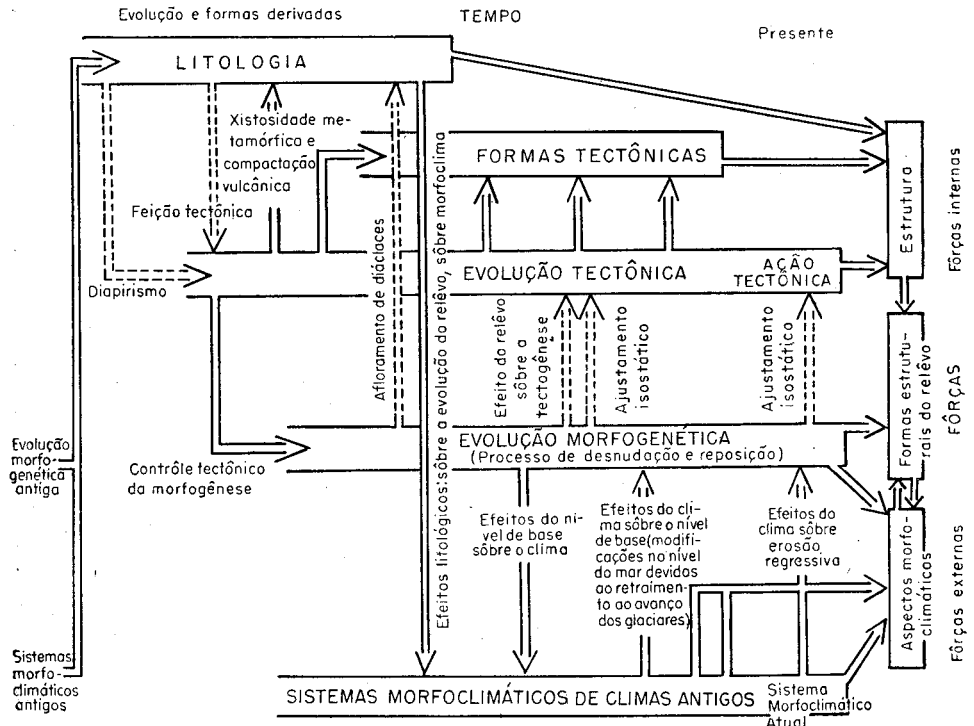 Evolução e formas derivadas
TEMPO
Presente
LITOLOGIA
Xistosidade me-
tamórfica e
compactação
vulcânica
FORMAS TECTÔNICAS
Feição tectônica
Estrutura
Fôrças internas
Diapirismo
EVOLUÇÃO TECTÔNICA
AÇÃO
TECTÔNICA
Afloramento de diáclaces
Efeitos litológicos: sôbre a evolução do relêvo, sôbre morfoclima
Efeito do relêvo
sôbre a
tectogênese
Ajustamento
isostático
Ajustamento
isostático
Formas estrutu-
rais do relêvo
FÔRÇAS
Evolução
morfo-
genética
antiga
EVOLUÇÃO MORFOGENÉTICA
(Processo de desnudação e reposição)
Contrôle tectônico
da morfogênese
Efeitos do ní-
vel de base
sôbre o clima
Efeitos do cli-
ma sôbre o nível
de base(modifi-
cações no nível
do mar devidas
ao retraímen-
to ao avanço
dos glaciares)
Efeitos do
clima sôbre
erosão
regressiva
Aspectos morfo-
climáticos
Fôrças externas
Sistemas
morfo-
climáticos
antigos
SISTEMAS MORFOCLIMÁTICOS DE CLIMAS ANTIGOS
Sistema
Morfoclimático
Atual